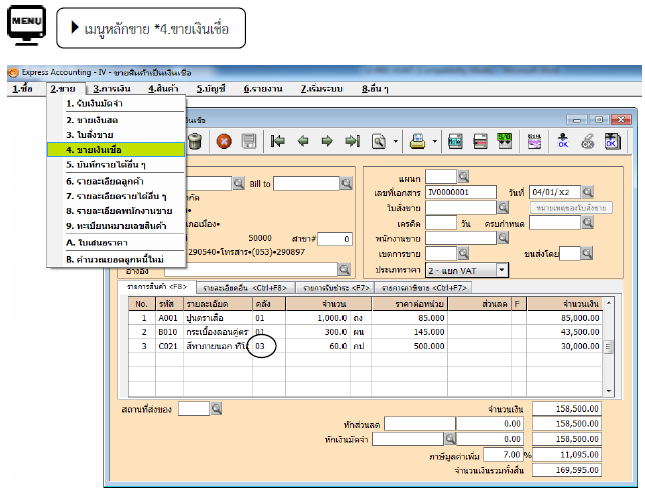 MENU
เมนูหลักขาย *4.ขายเงินเชื่อ
Express Accounting - IV - ขายสินค้าเป็นเงินเชื่อ
1.ซื้อ 2.ขาย 3.การเงิน 4.สินค้า 5.บัญชี 6.รายงาน 7.เริ่มระบบ 8.อื่น ๆ
1. รับเงินมัดจำ
2. ขายเงินสด
3. ใบสั่งขาย
4. ขายเงินเชื่อ
5. บันทึกรายได้อื่น ๆ
6. รายละเอียดลูกค้า
7. รายละเอียดรายได้อื่น ๆ
8. รายละเอียดพนักงานขาย
9. ทะเบียนหมายเลขสินค้า
A. ใบเสนอราคา
B. คำนวณยอดลูกหนี้ใหม่
Bill to
50000 สาขา# 0
290540•โทรสาร•(053)•290897
อ้างอิง
แผนก
เลขที่เอกสาร IV0000001 วันที่ 04/01/X2
ใบสั่งขาย หมายเหตุของใบสั่งขาย
เครดิต วัน ครบกำหนด
พนักงานขาย
เขตการขาย ขนส่งโดย
ประเภทราคา 2 - แยก VAT
รายการสินค้า <F8> รายละเอียดอื่น <Ctrl+F8> รายการรับชำระ <F7> รายการภาษีขาย <Ctrl+F7>
No. รหัส รายละเอียด คลัง จำนวน ราคาต่อหน่วย ส่วนลด F จำนวนเงิน
1 A001 ปูนตราเสือ 01 1,000.0 ถง 85.000 85,000.00
2 B010 กระเบื้องลอนคู่ตรา 01 300.0 ผน 145.000 43,500.00
3 C021 สีทาภายนอก 03 60.0 กป 500.000 30,000.00
สถานที่ส่งของ จำนวนเงิน 158,500.00
หักส่วนลด 0.00 158,500.00
หักเงินมัดจำ 0.00 158,500.00
ภาษีมูลค่าเพิ่ม 7.00 % 11,095.00
จำนวนเงินรวมทั้งสิ้น 169,595.00